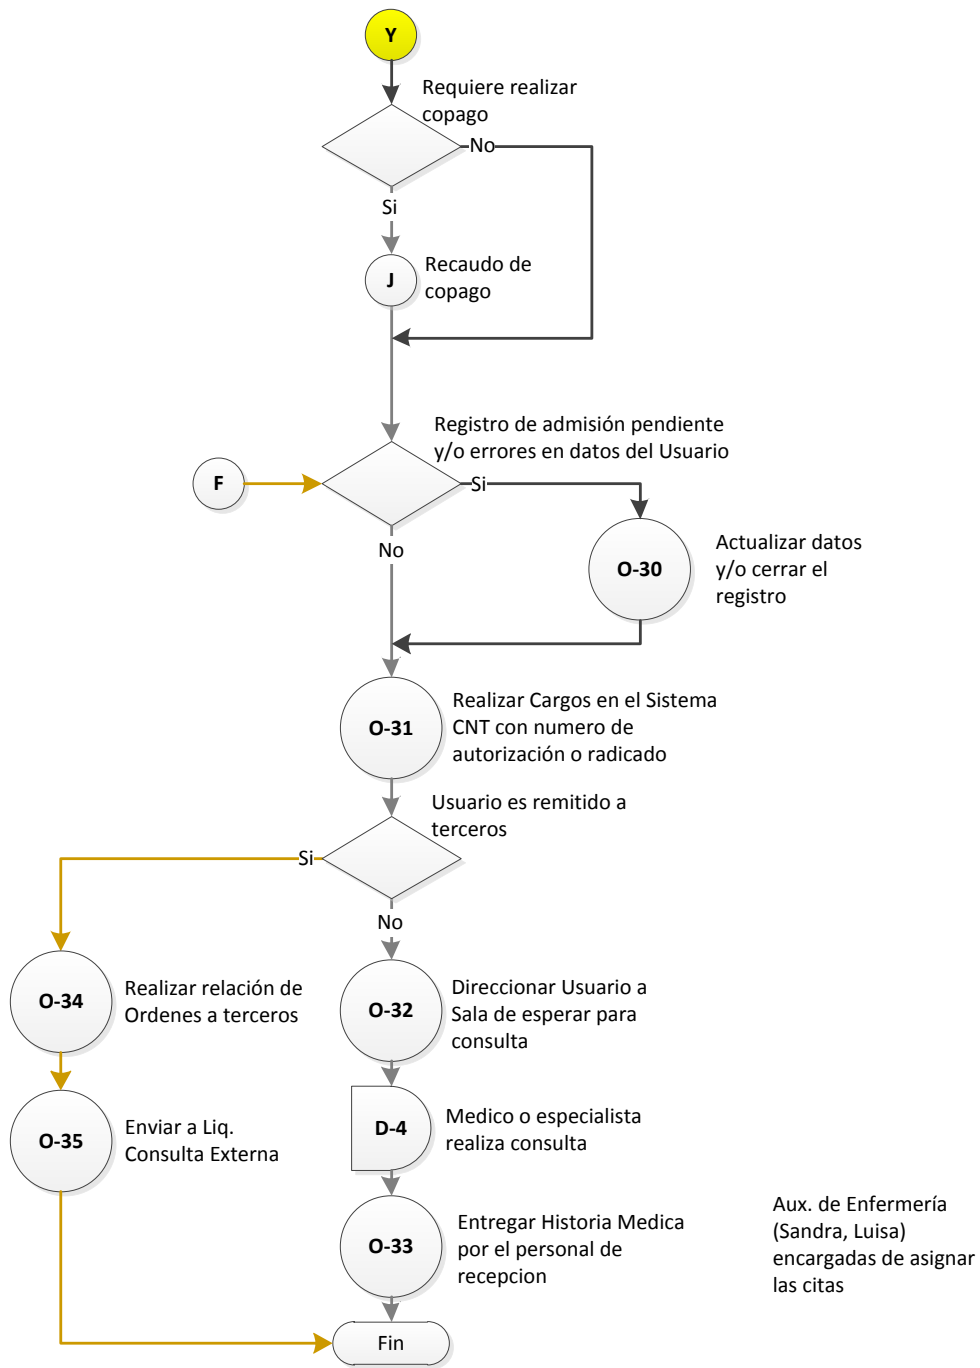 Y
Requiere realizar
copago
No
Si
J
Recaudo de
copago
Registro de admisión pendiente
y/o errores en datos del Usuario
F
Si
No
O-30
Actualizar datos
y/o cerrar el
registro
O-31
Realizar Cargos en el Sistema
CNT con numero de
autorización o radicado
Usuario es remitido a
terceros
Si
No
O-34
Realizar relación de
Ordenes a terceros
O-32
Direccionar Usuario a
Sala de esperar para
consulta
O-35
Enviar a Liq.
Consulta Externa
D-4
Medico o especialista
realiza consulta
O-33
Entregar Historia Medica
por el personal de
recepcion
Aux. de Enfermería
(Sandra, Luisa)
encargadas de asignar
las citas
Fin